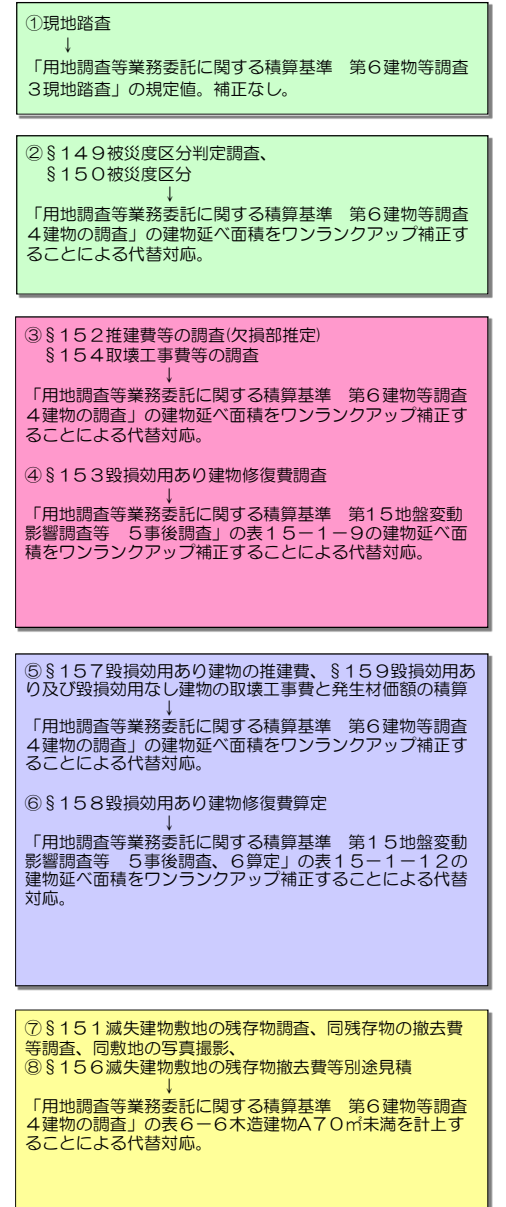 ①現地踏査
↓
「用地調査等業務委託に関する積算基準　第６建物等調査
３現地踏査」の規定値。補正なし。
②§１４９被災度区分判定調査、
§１５０被災度区分
↓
「用地調査等業務委託に関する積算基準　第６建物等調査
４建物の調査」の建物延べ面積をワンランクアップ補正す
ることによる代替対応。
③§１５２推建費等の調査(欠損部推定)
§１５４取壊工事費等の調査
↓
「用地調査等業務委託に関する積算基準　第６建物等調査
４建物の調査」の建物延べ面積をワンランクアップ補正す
ることによる代替対応。
④§１５３毀損効用あり建物修復費調査
↓
「用地調査等業務委託に関する積算基準　第１５地盤変動
影響調査等　５事後調査」の表１５－１－９の建物延べ面
積をワンランクアップ補正することによる代替対応。
⑤§１５７毀損効用あり建物の推建費、§１５９毀損効用あ
り及び毀損効用なし建物の取壊工事費と発生材価額の積算
↓
「用地調査等業務委託に関する積算基準　第６建物等調査
４建物の調査」の建物延べ面積をワンランクアップ補正す
ることによる代替対応。
⑥§１５８毀損効用あり建物修復費算定
↓
「用地調査等業務委託に関する積算基準　第１５地盤変動
影響調査等　５事後調査、６算定」の表１５－１－１２の
建物延べ面積をワンランクアップ補正することによる代替
対応。
⑦§１５１滅失建物敷地の残存物調査、同残存物の撤去費
等調査、同敷地の写真撮影、
⑧§１５６滅失建物敷地の残存物撤去費等別途見積
↓
「用地調査等業務委託に関する積算基準　第６建物等調査
４建物の調査」の表６－６木造建物Ａ７０㎡未満を計上す
ることによる代替対応。